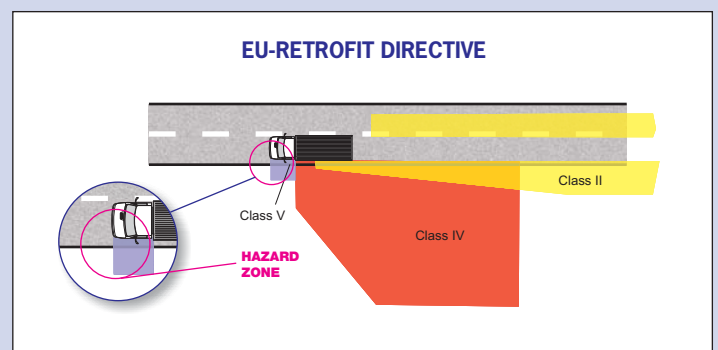 EU-RETROFIT DIRECTIVE
Class II
Class V
Class IV
HAZARD
ZONE